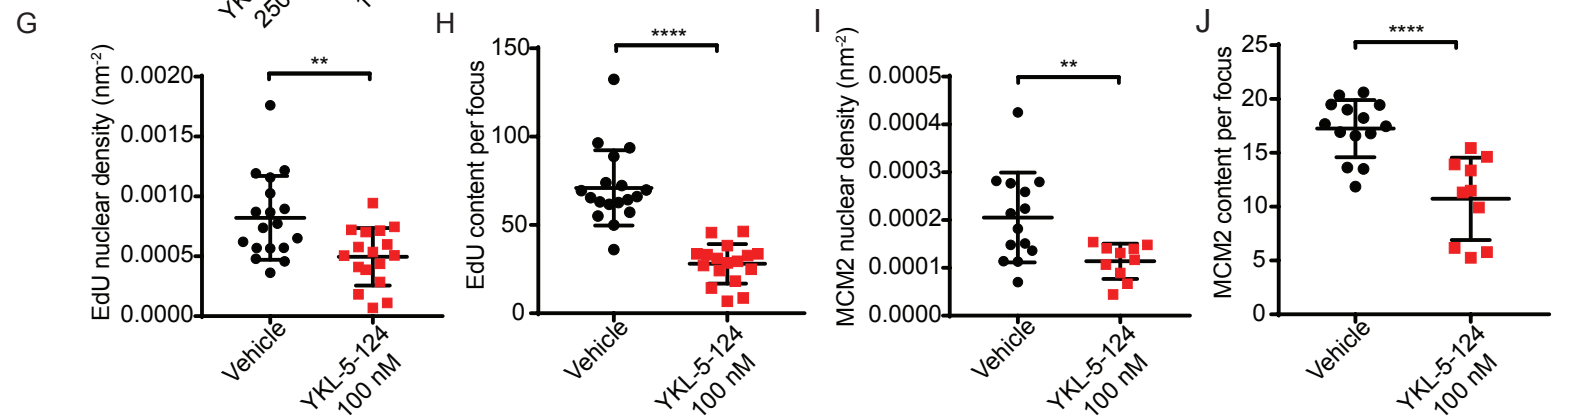 YK
250
1
G
EdU nuclear density (nm-2)
0.0020
0.0015
0.0010
0.0005
0.0000
**
Vehicle
YKL-5-124
100 nM
H
EdU content per focus
150
100
50
0
****
Vehicle
YKL-5-124
100 nM
I
MCM2 nuclear density (nm-2)
0.0005
0.0004
0.0003
0.0002
0.0001
0.0000
**
Vehicle
YKL-5-124
100 nM
J
MCM2 content per focus
25
20
15
10
5
0
****
Vehicle
YKL-5-124
100 nM